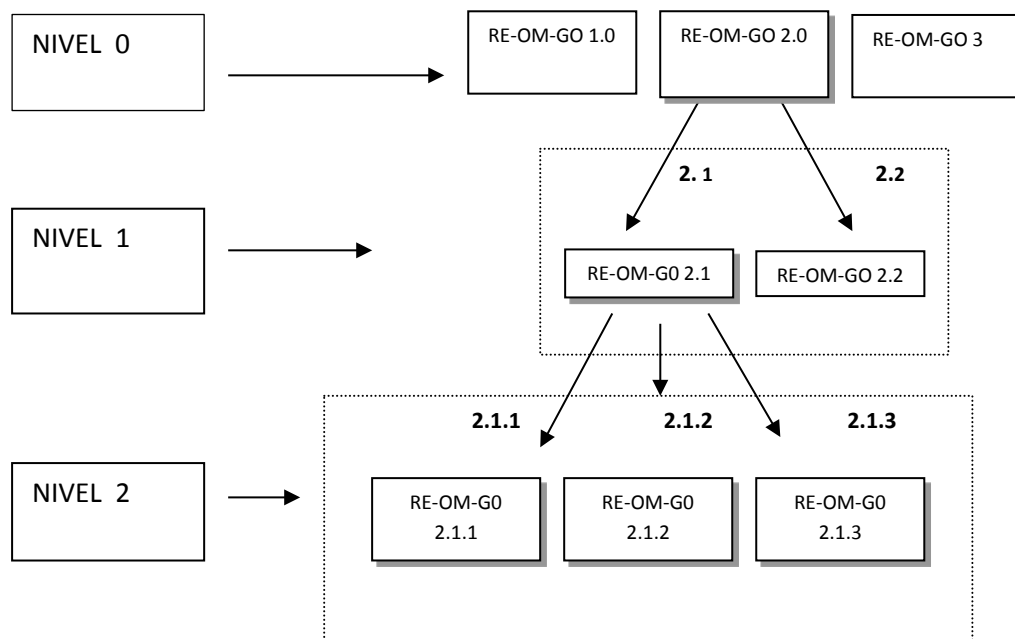 NIVEL 0
RE-OM-GO 1.0
RE-OM-GO 2.0
RE-OM-GO 3
2. 1
2.2
NIVEL 1
RE-OM-G0 2.1
RE-OM-GO 2.2
2.1.1
2.1.2
2.1.3
NIVEL 2
RE-OM-G0
2.1.1
RE-OM-G0
2.1.2
RE-OM-G0
2.1.3